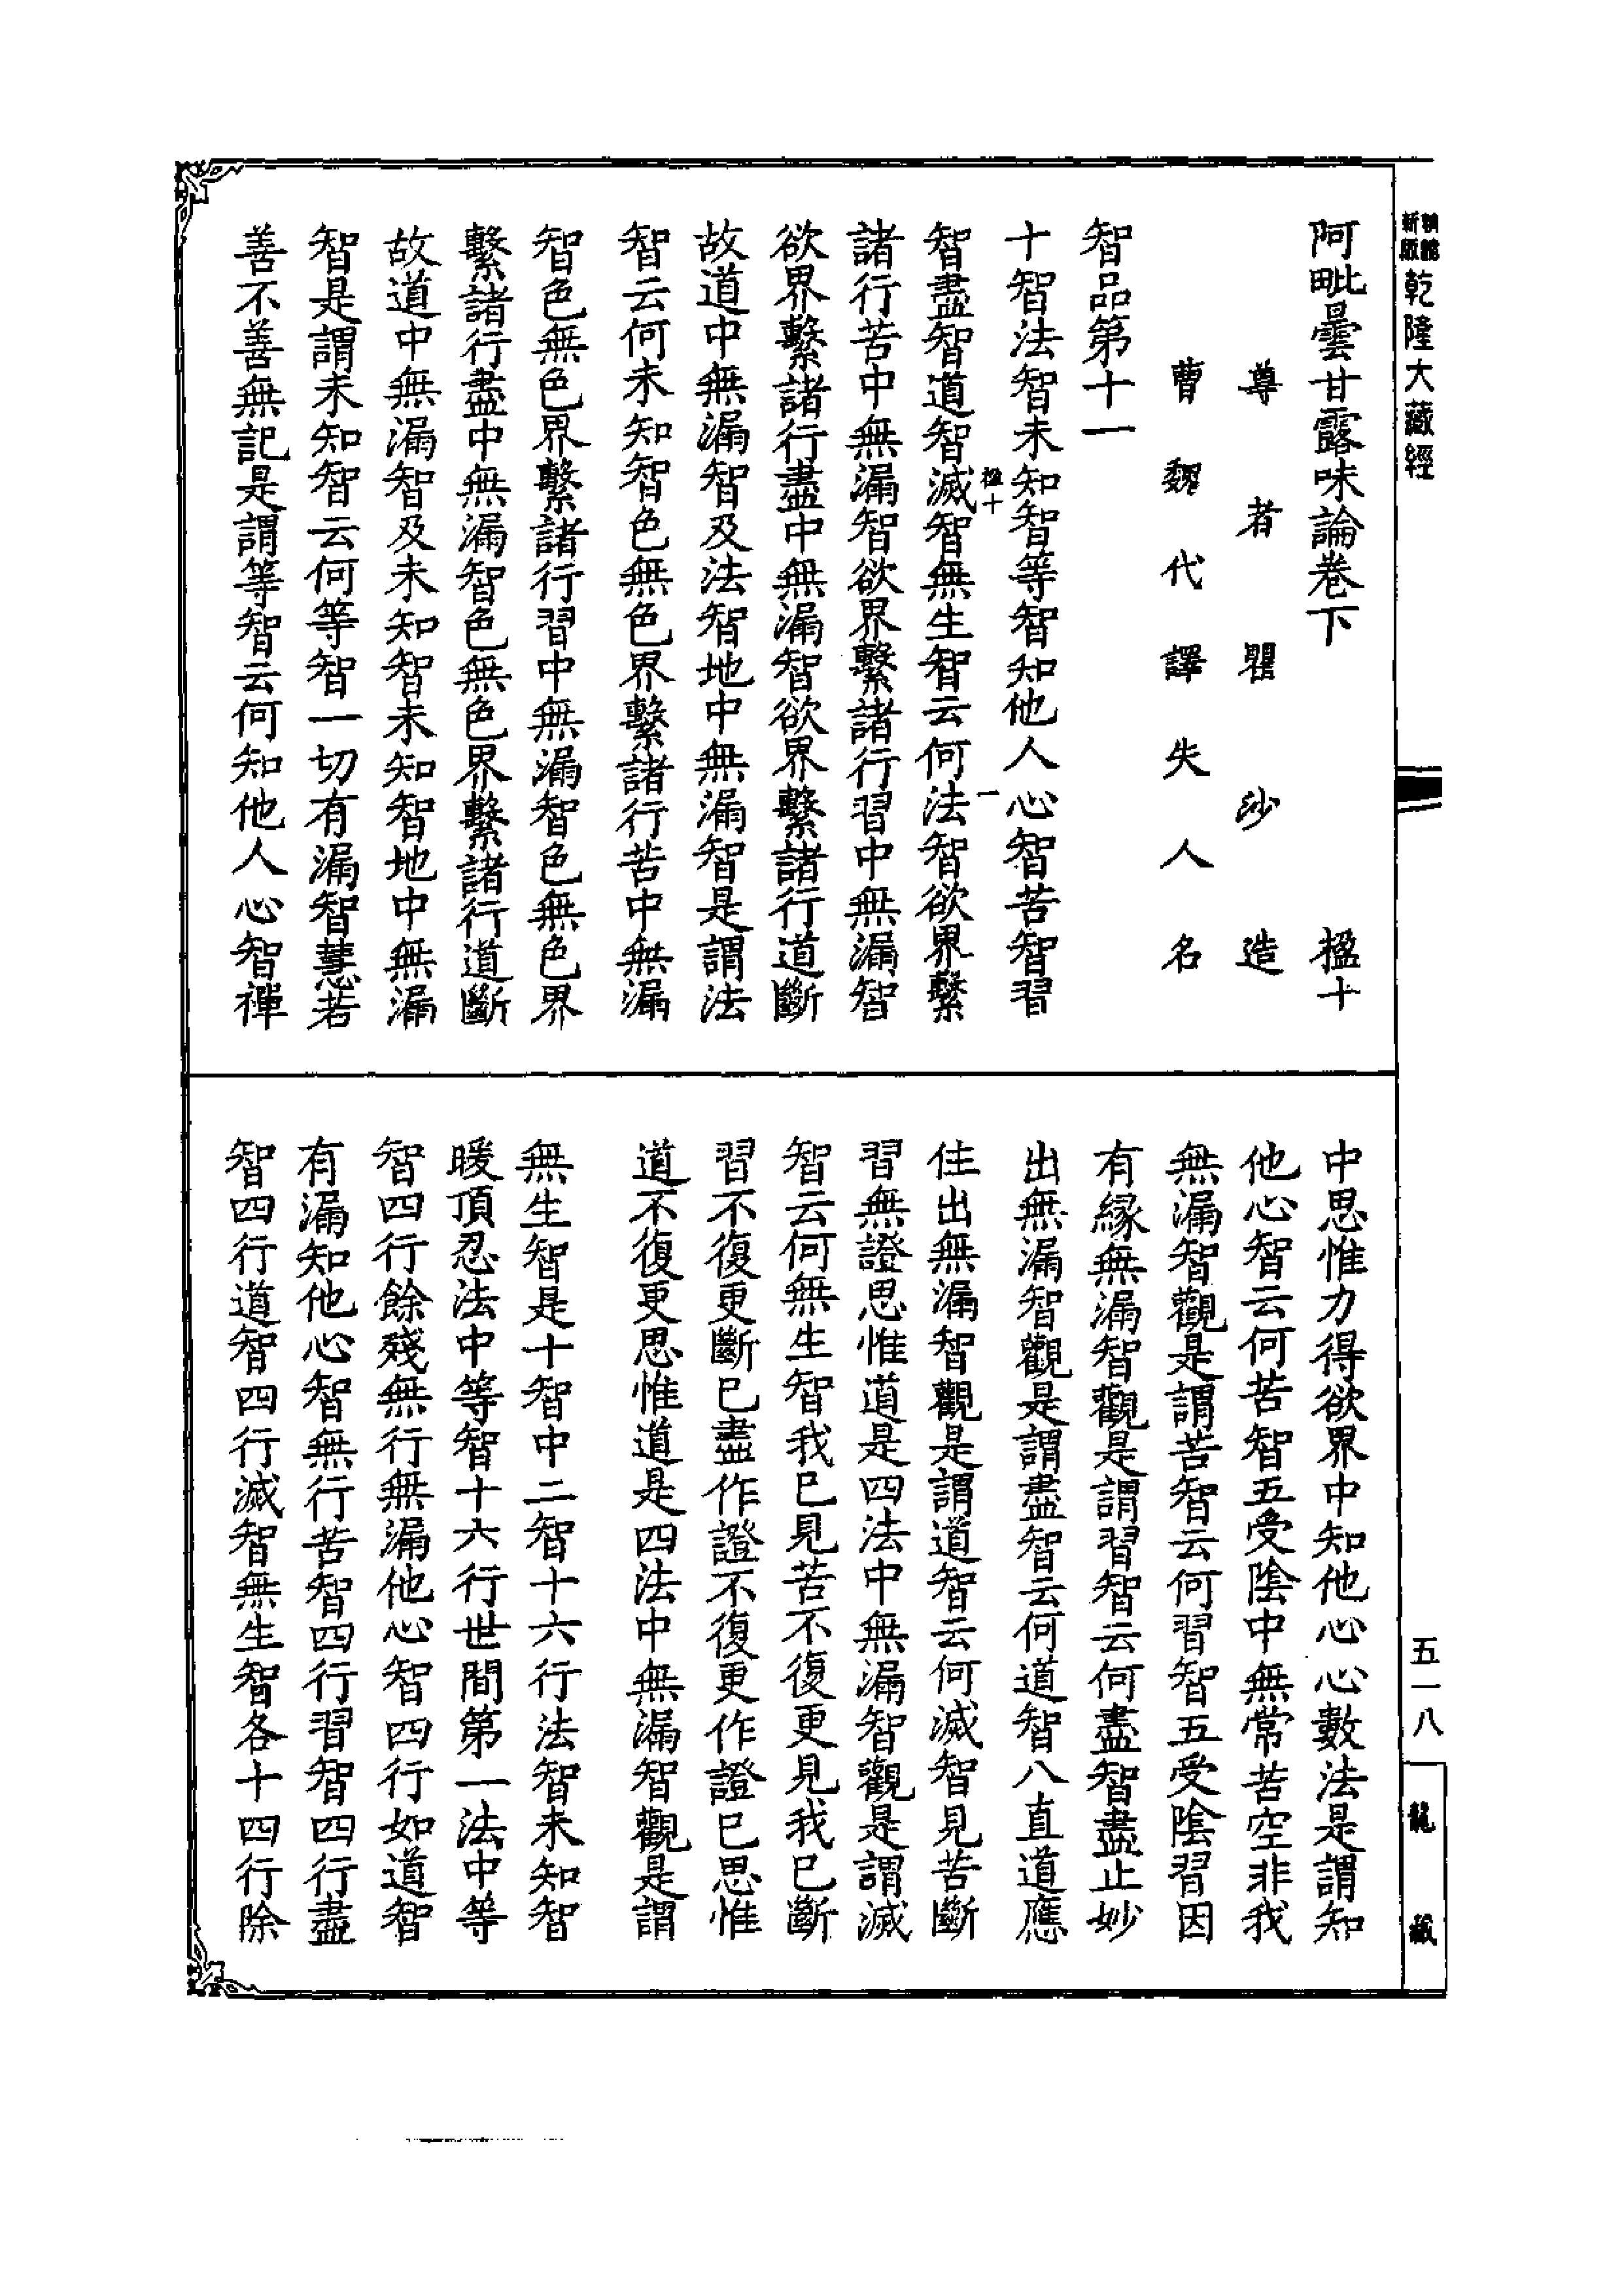 乾隆大藏經
阿毗曇甘露味論卷下 楹十
尊者瞿沙造
曹魏代譯失人名
智品第十一
十智法智未知智等智知他人心智苦智習
楹十 一
智盡智道智滅智無生智云何法智欲界繫
諸行苦中無漏智欲界繫諸行習中無漏智
欲界繫諸行盡中無漏智欲界繫諸行道斷
故道中無漏智及法智地中無漏智是謂法
智云何未知智色無色界繫諸行苦中無漏
智色無色界繫諸行習中無漏智色無色界
繫諸行盡中無漏智色無色界繫諸行道斷
故道中無漏智及未知智未知智地中無漏
智是謂未知智云何等智一切有漏智慧若
善不善無記是謂等智云何知他人心智禪
中思惟力得欲界中知他心心數法是謂知
他心智云何苦智五受陰中無常苦空非我
無漏智觀是謂苦智云何習智五受陰習因
有緣無漏智觀是謂習智云何盡智盡止妙
出無漏智觀是謂盡智云何道智八直道應
住出無漏智觀是謂道智云何滅智見苦斷
習無證思惟道是四法中無漏智觀是謂滅
智云何無生智我已見苦不復更見我已斷
習不復更斷已盡作證不復更作證已思惟
道不復更思惟道是四法中無漏智觀是謂
無生智是十智中二智十六行法智未知智
暖頂忍法中等智十六行世間第一法中等
智四行餘殘無行無漏他心智四行如道智
有漏知他心智無行苦智四行習智四行盡
智四行道智四行滅智無生智各十四行除
五一八
龍藏